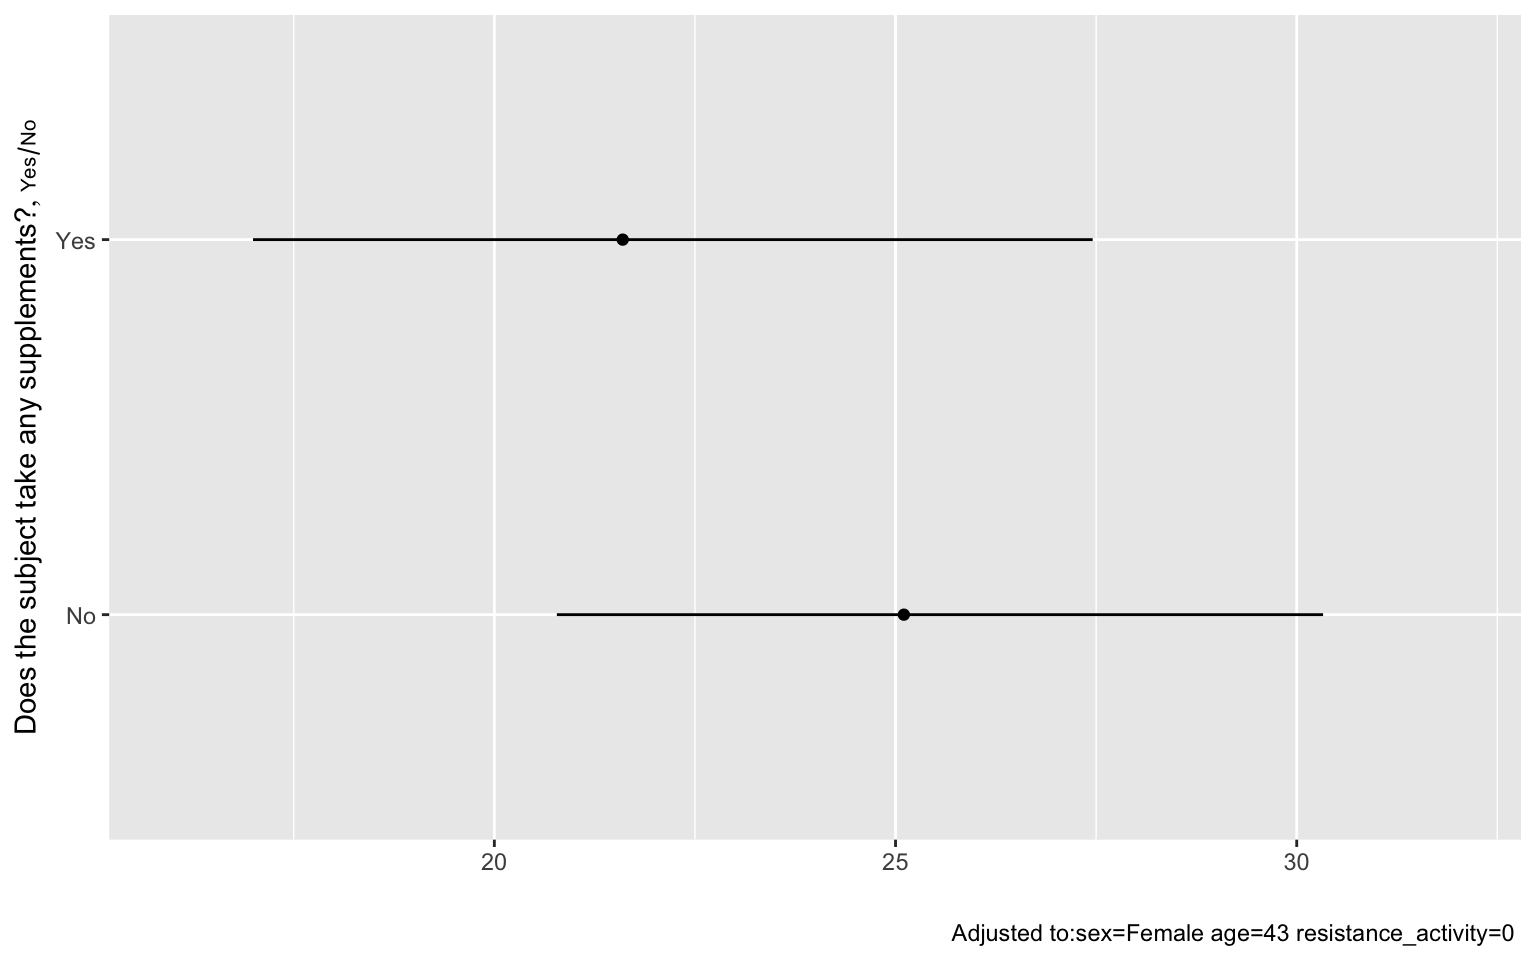 Does the subject take any supplements?, Yes/No
Yes
No
20
25
30
Adjusted to:sex=Female age=43 resistance_activity=0